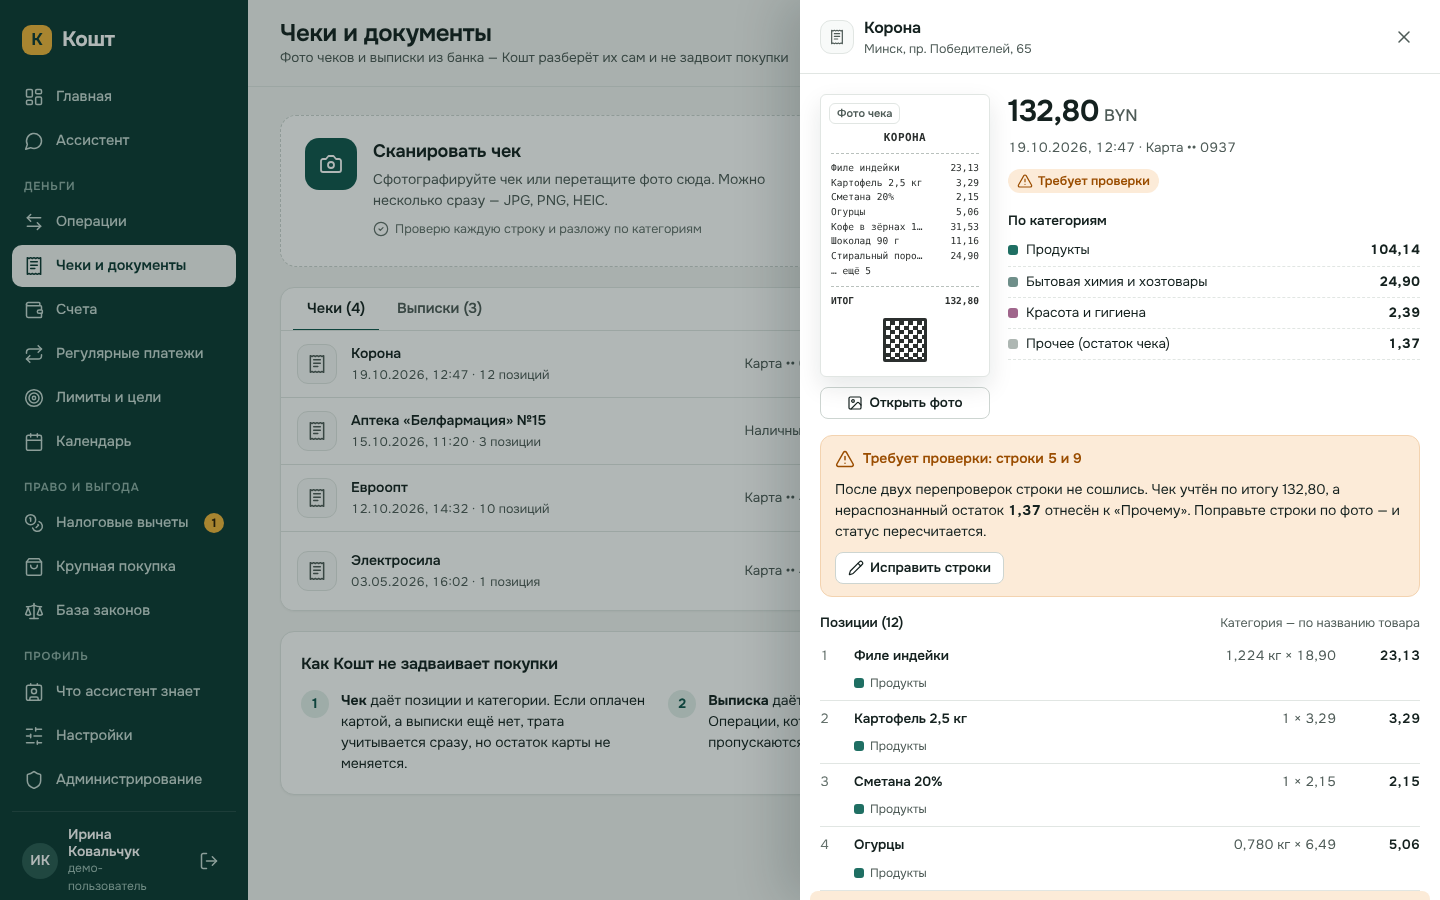 К Кошт
Главная
Ассистент
ДЕНЬГИ
Операции
Чеки и документы
Счета
Регулярные платежи
Лимиты и цели
Календарь
ПРАВО И ВЫГОДА
Налоговые вычеты 1
Крупная покупка
База законов
ПРОФИЛЬ
Что ассистент знает
Настройки
Администрирование
ИК
Ирина
Ковальчук
демо-
пользователь
Чеки и документы
Фото чеков и выписки из банка — Кошт разберёт их сам и не задвоит покупки
Сканировать чек
Сфотографируйте чек или перетащите фото сюда. Можно
несколько сразу — JPG, PNG, HEIC.
Проверю каждую строку и разложу по категориям
Чеки (4) Выписки (3)
Корона
19.10.2026, 12:47 · 12 позиций
Карта ••
Аптека «Белфармация» №15
15.10.2026, 11:20 · 3 позиции
Наличны
Евроопт
12.10.2026, 14:32 · 10 позиций
Карта ••
Электросила
03.05.2026, 16:02 · 1 позиция
Карта ••
Как Кошт не задваивает покупки
1 Чек даёт позиции и категории. Если оплачен
картой, а выписки ещё нет, трата
учитывается сразу, но остаток карты не
меняется.
2 Выписка даёт
Операции, ко
пропускаются
Корона
Минск, пр. Победителей, 65
Фото чека
КОРОНА
Филе индейки 23,13
Картофель 2,5 кг 3,29
Сметана 20% 2,15
Огурцы 5,06
Кофе в зёрнах 1… 31,53
Шоколад 90 г 11,16
Стиральный поро… 24,90
… ещё 5
ИТОГ 132,80
Открыть фото
132,80 BYN
19.10.2026, 12:47 · Карта •• 0937
Требует проверки
По категориям
Продукты 104,14
Бытовая химия и хозтовары 24,90
Красота и гигиена 2,39
Прочее (остаток чека) 1,37
Требует проверки: строки 5 и 9
После двух перепроверок строки не сошлись. Чек учтён по итогу 132,80, а
нераспознанный остаток 1,37 отнесён к «Прочему». Поправьте строки по фото — и
статус пересчитается.
Исправить строки
Позиции (12) Категория — по названию товара
1 Филе индейки 1,224 кг × 18,90 23,13
Продукты
2 Картофель 2,5 кг 1 × 3,29 3,29
Продукты
3 Сметана 20% 1 × 2,15 2,15
Продукты
4 Огурцы 0,780 кг × 6,49 5,06
Продукты